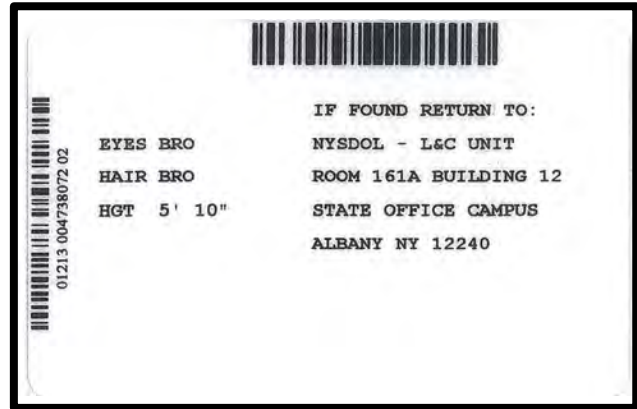 01213 004738072 02
EYES BRO
HAIR BRO
HGT 5' 10"
IF FOUND RETURN TO:
NYSDOL - L&C UNIT
ROOM 161A BUILDING 12
STATE OFFICE CAMPUS
ALBANY NY 12240